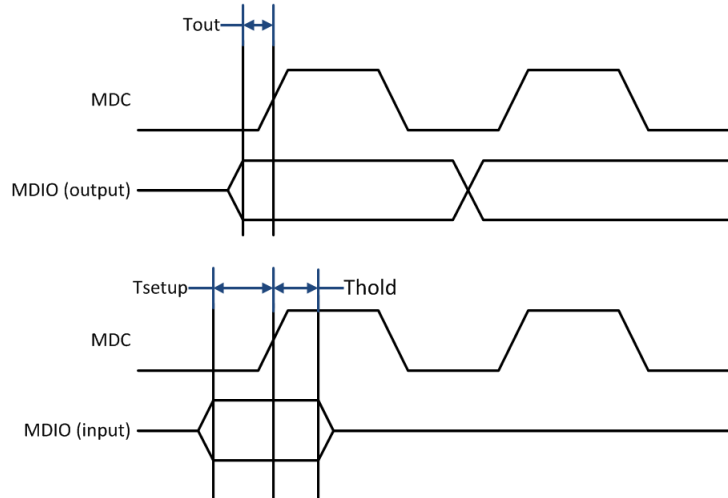 Tout
MDC
MDIO (output)
Tsetup
Thold
MDC
MDIO (input)